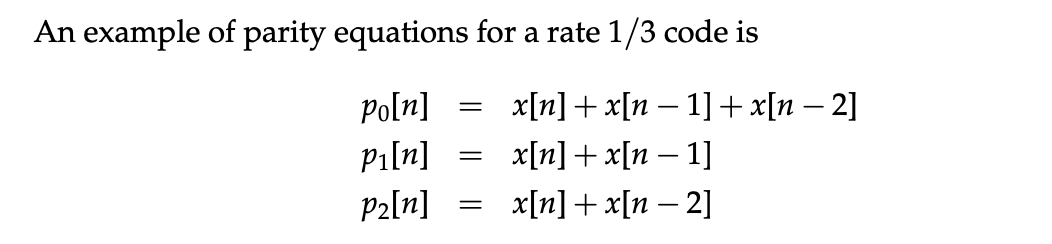 An example of parity equations for a rate 1/3 code is
p₀[n] = x[n] + x[n − 1] + x[n − 2]
p₁[n] = x[n] + x[n − 1]
p₂[n] = x[n] + x[n − 2]